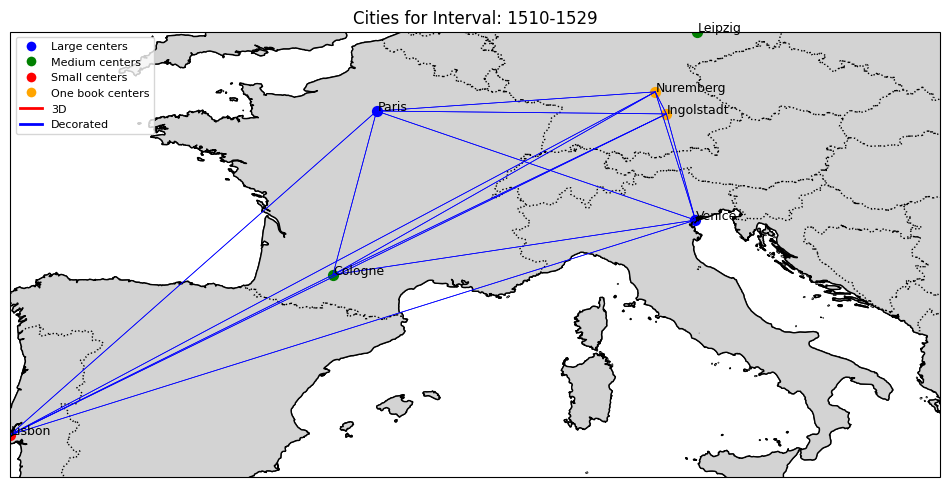 Cities for Interval: 1510-1529
Leipzig
Large centers
Medium centers
Small centers
One book centers
3D
Decorated
Nuremberg
Paris
Ingolstadt
Venice
Cologne
Lisbon